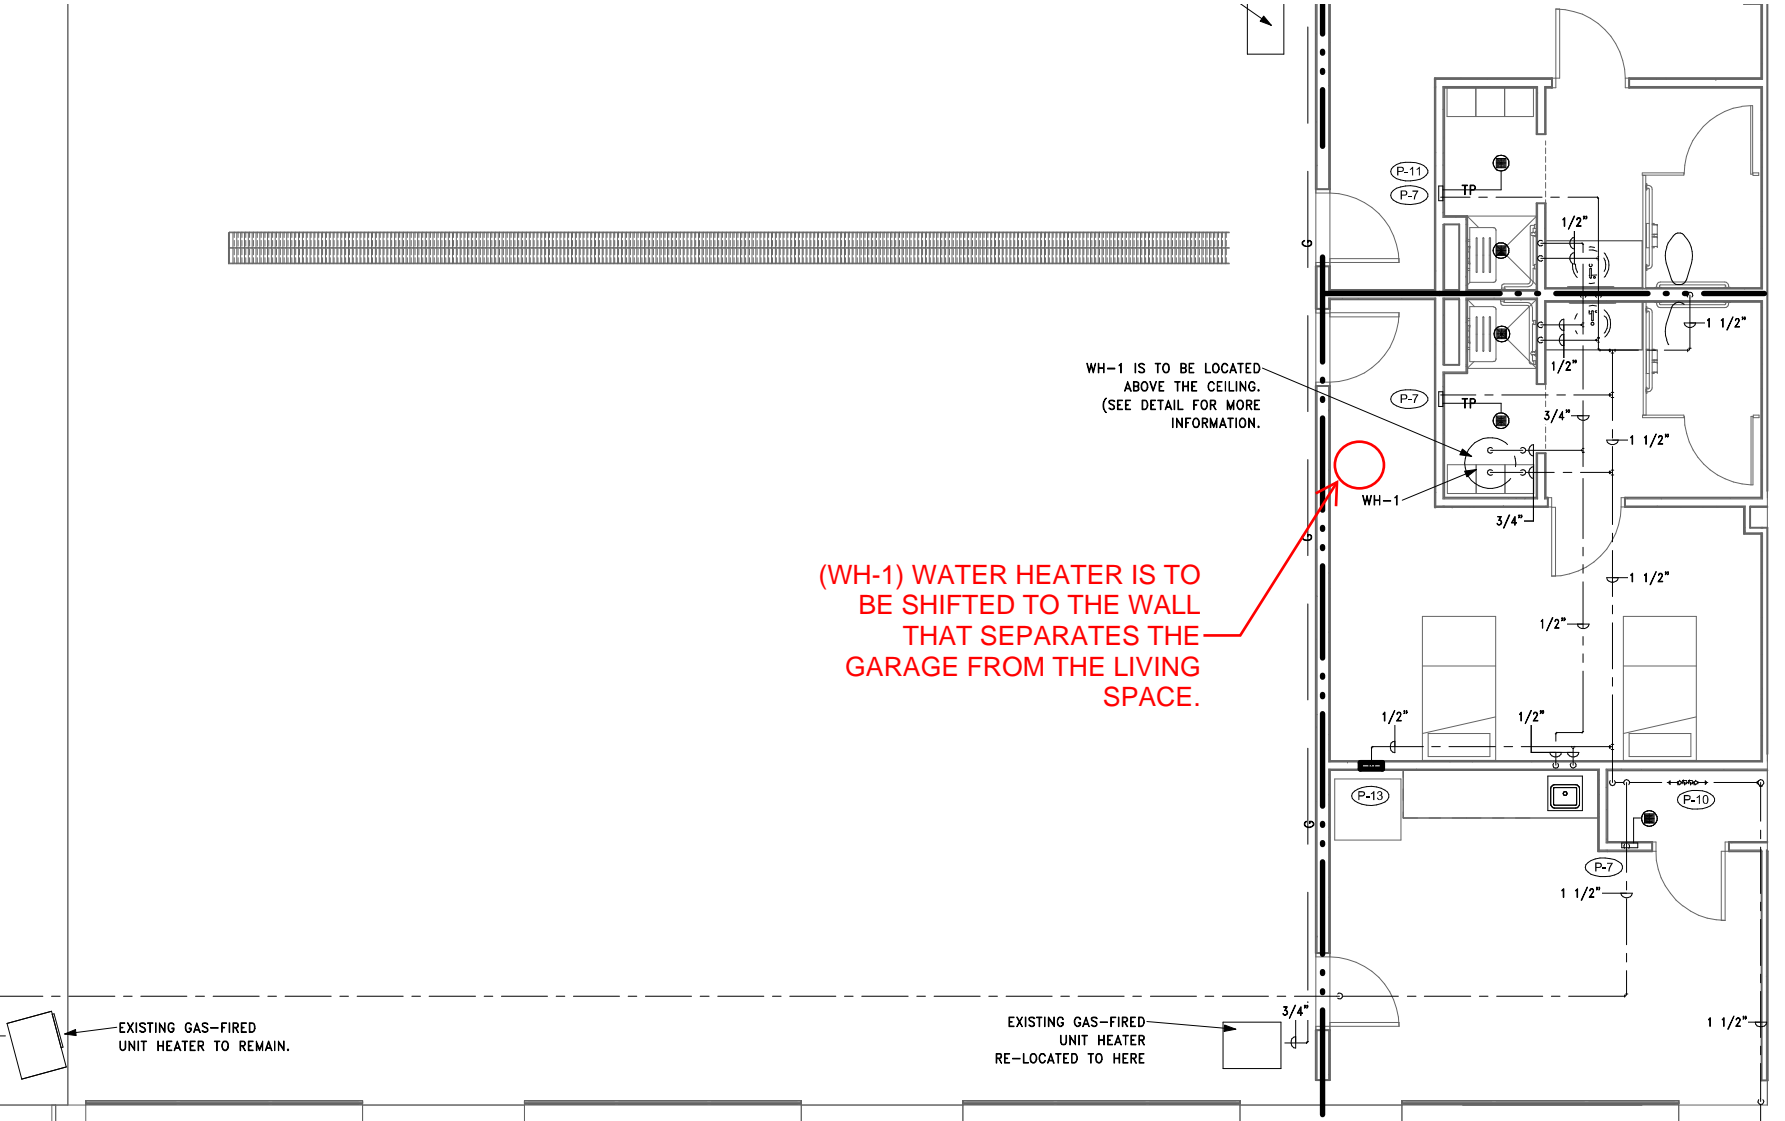 P-11
P-7
TP
1/2"
G
1 1/2"
1/2"
WH-1 IS TO BE LOCATED
ABOVE THE CEILING.
(SEE DETAIL FOR MORE
INFORMATION.
P-7
TP
3/4"
1 1/2"
WH-1
3/4"
G
(WH-1) WATER HEATER IS TO
BE SHIFTED TO THE WALL
THAT SEPARATES THE
GARAGE FROM THE LIVING
SPACE.
1 1/2"
1/2"
1/2"
1/2"
P-13
P-10
G
P-7
1 1/2"
EXISTING GAS-FIRED
UNIT HEATER TO REMAIN.
EXISTING GAS-FIRED
UNIT HEATER
RE-LOCATED TO HERE
3/4"
1 1/2"